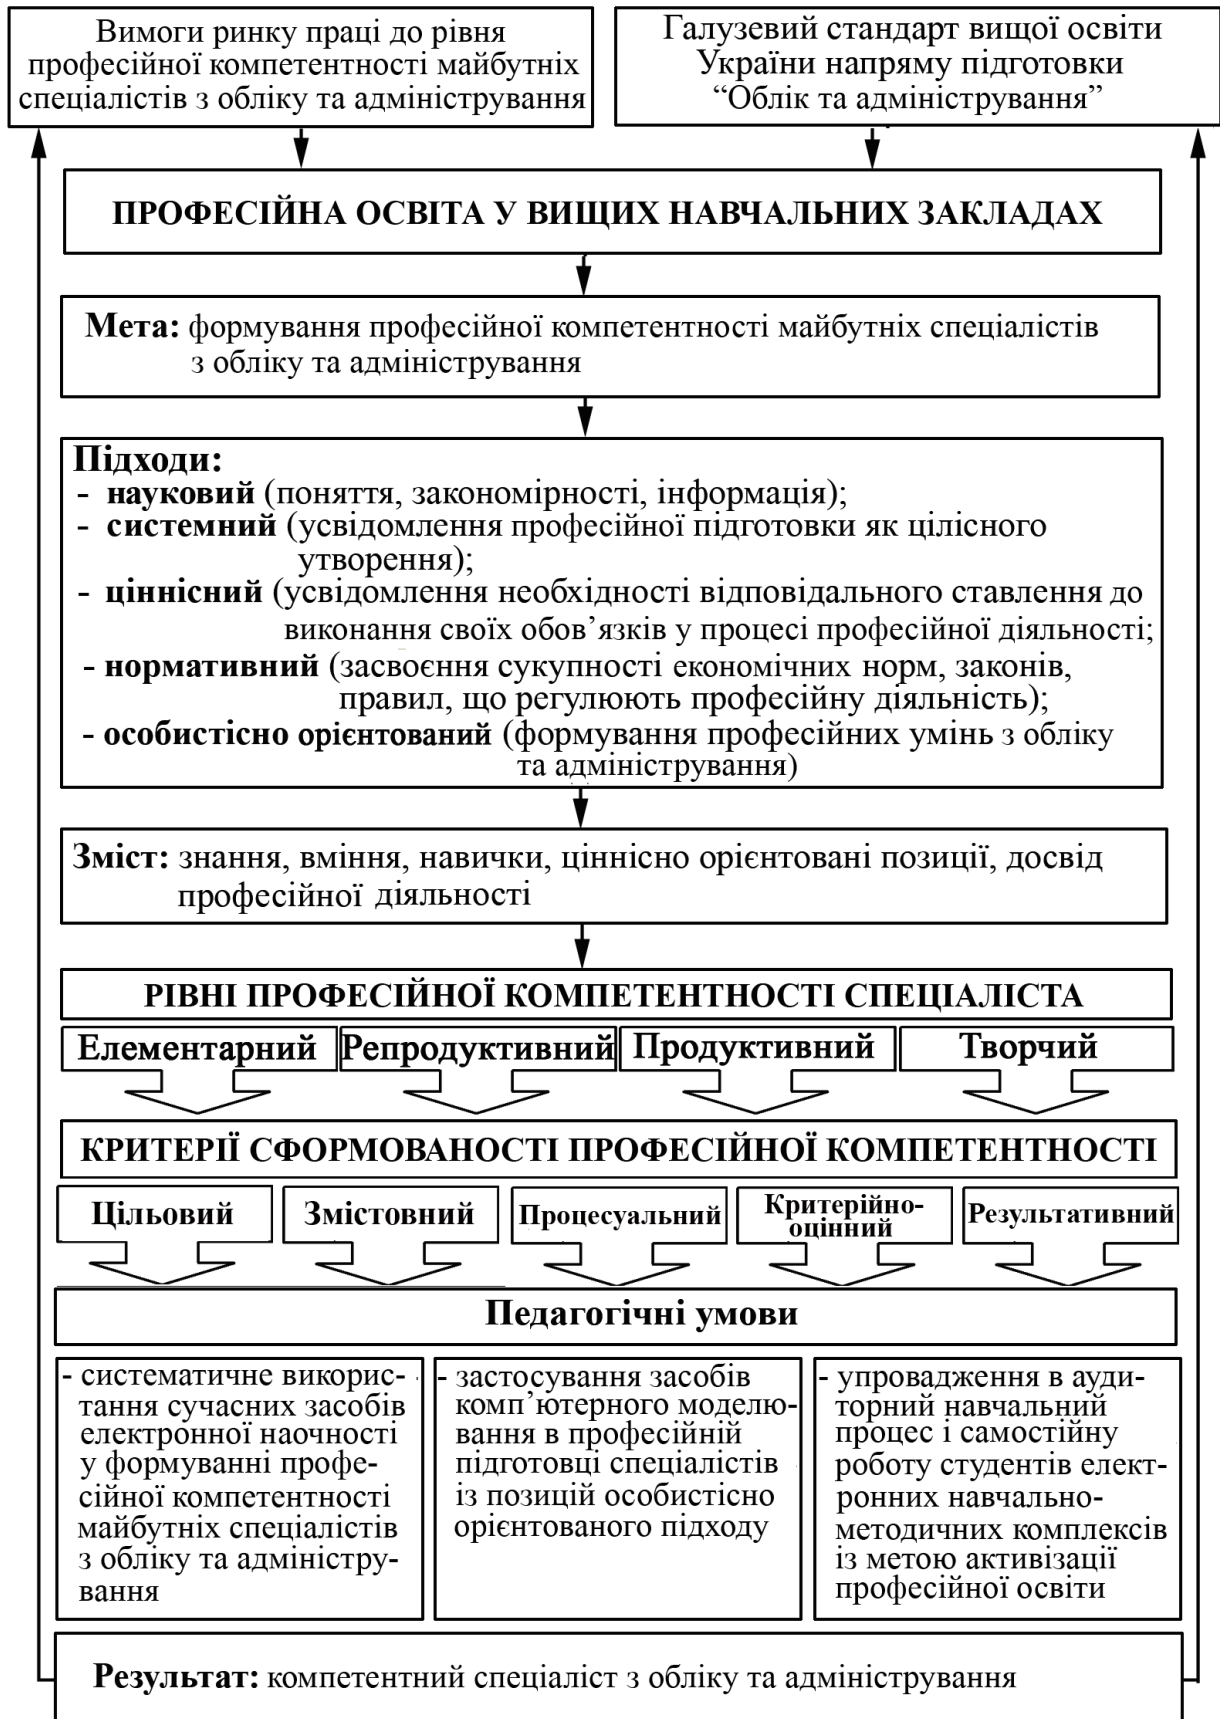 Вимоги ринку праці до рівня
професійної компетентності майбутніх
спеціалістів з обліку та адміністрування
Галузевий стандарт вищої освіти
України напряму підготовки
“Облік та адміністрування”
ПРОФЕСІЙНА ОСВІТА У ВИЩИХ НАВЧАЛЬНИХ ЗАКЛАДАХ
Мета: формування професійної компетентності майбутніх спеціалістів
з обліку та адміністрування
Підходи:
- науковий (поняття, закономірності, інформація);
- системний (усвідомлення професійної підготовки як цілісного
утворення);
- ціннісний (усвідомлення необхідності відповідального ставлення до
виконання своїх обов’язків у процесі професійної діяльності;
- нормативний (засвоєння сукупності економічних норм, законів,
правил, що регулюють професійну діяльність);
- особистісно орієнтований (формування професійних умінь з обліку
та адміністрування)
Зміст: знання, вміння, навички, ціннісно орієнтовані позиції, досвід
професійної діяльності
РІВНІ ПРОФЕСІЙНОЇ КОМПЕТЕНТНОСТІ СПЕЦІАЛІСТА
Елементарний
Репродуктивний
Продуктивний
Творчий
КРИТЕРІЇ СФОРМОВАНОСТІ ПРОФЕСІЙНОЇ КОМПЕТЕНТНОСТІ
Цільовий
Змістовний
Процесуальний
Критерійно-
оцінний
Результативний
Педагогічні умови
- систематичне викорис-
тання сучасних засобів
електронної наочності
у формуванні профе-
сійної компетентності
майбутніх спеціалістів
з обліку та адміністру-
вання
- застосування засобів
комп’ютерного моделю-
вання в професійній
підготовці спеціалістів
із позицій особистісно
орієнтованого підходу
- упровадження в ауди-
торний навчальний
процес і самостійну
роботу студентів елект-
ронних навчально-
методичних комплексів
із метою активізації
професійної освіти
Результат: компетентний спеціаліст з обліку та адміністрування